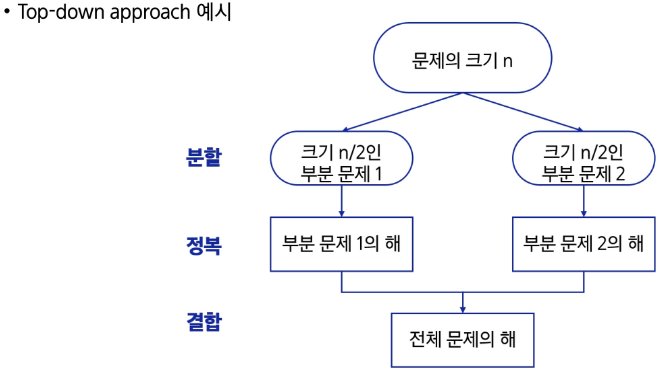 • Top-down approach 예시
문제의 크기 n
분할
크기 n/2인
부분 문제 1
크기 n/2인
부분 문제 2
정복
부분 문제 1의 해
부분 문제 2의 해
결합
전체 문제의 해